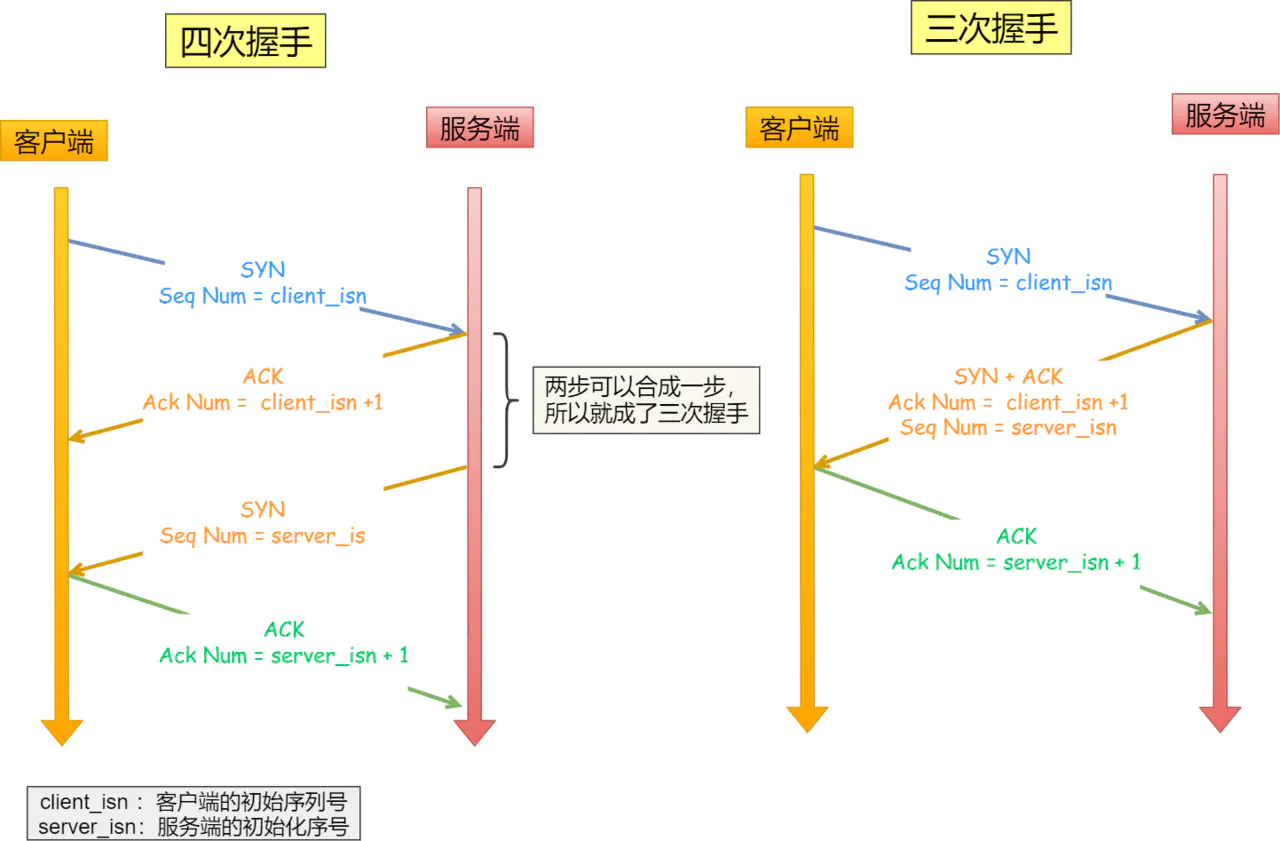 四次握手
客户端
服务端
SYN
Seq Num = client_isn
ACK
Ack Num = client_isn +1
两步可以合成一步，
所以就成了三次握手
SYN
Seq Num = server_is
ACK
Ack Num = server_isn + 1
三次握手
客户端
服务端
SYN
Seq Num = client_isn
SYN + ACK
Ack Num = client_isn +1
Seq Num = server_isn
ACK
Ack Num = server_isn + 1
client_isn ：客户端的初始序列号
server_isn：服务端的初始化序号